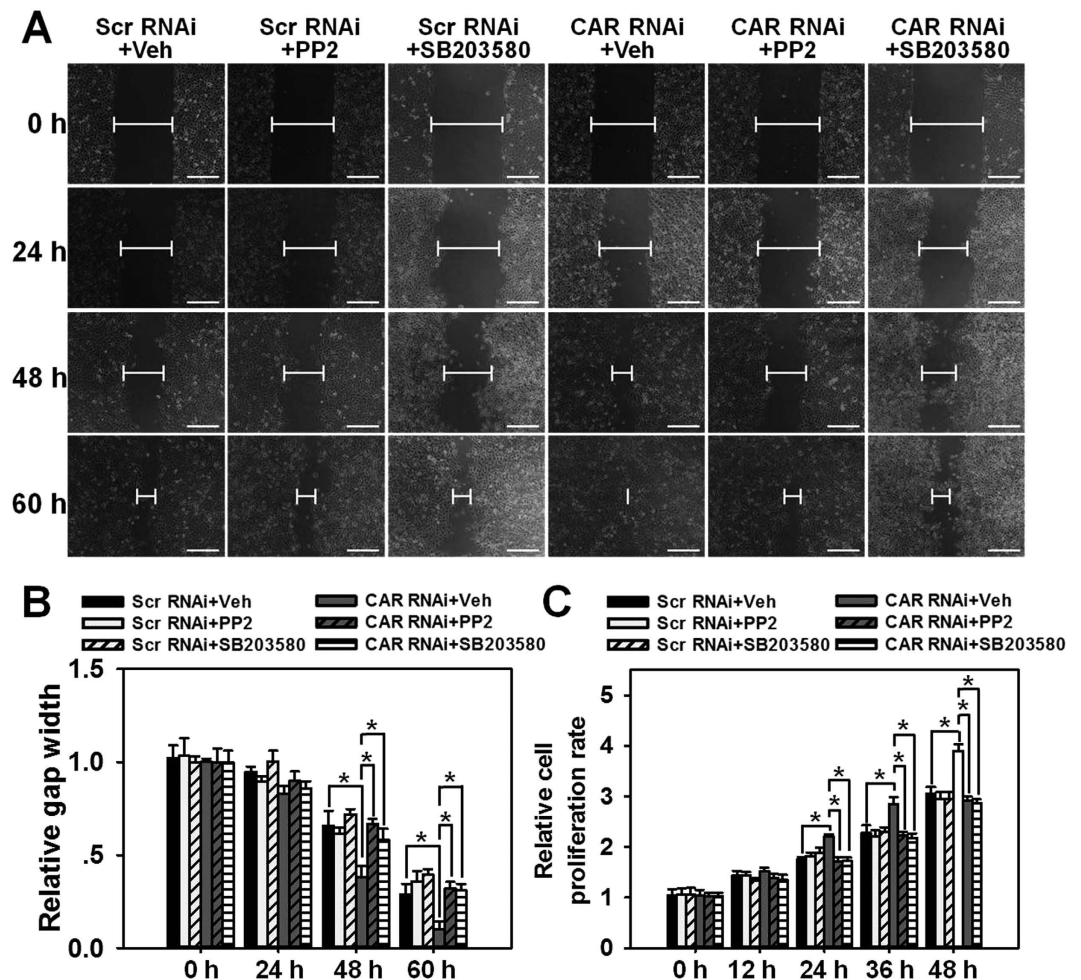 A
Scr RNAi +Veh
Scr RNAi +PP2
Scr RNAi +SB203580
CAR RNAi +Veh
CAR RNAi +PP2
CAR RNAi +SB203580
0 h
24 h
48 h
60 h
B
Scr RNAi+Veh
Scr RNAi+PP2
Scr RNAi+SB203580
CAR RNAi+Veh
CAR RNAi+PP2
CAR RNAi+SB203580
Relative gap width
1.5
1.0
.5
0.0
* * *
* * *
0 h 24 h 48 h 60 h
C
Scr RNAi+Veh
Scr RNAi+PP2
Scr RNAi+SB203580
CAR RNAi+Veh
CAR RNAi+PP2
CAR RNAi+SB203580
Relative cell
proliferation rate
5
4
3
2
1
0
* * *
* * *
* * *
0 h 12 h 24 h 36 h 48 h